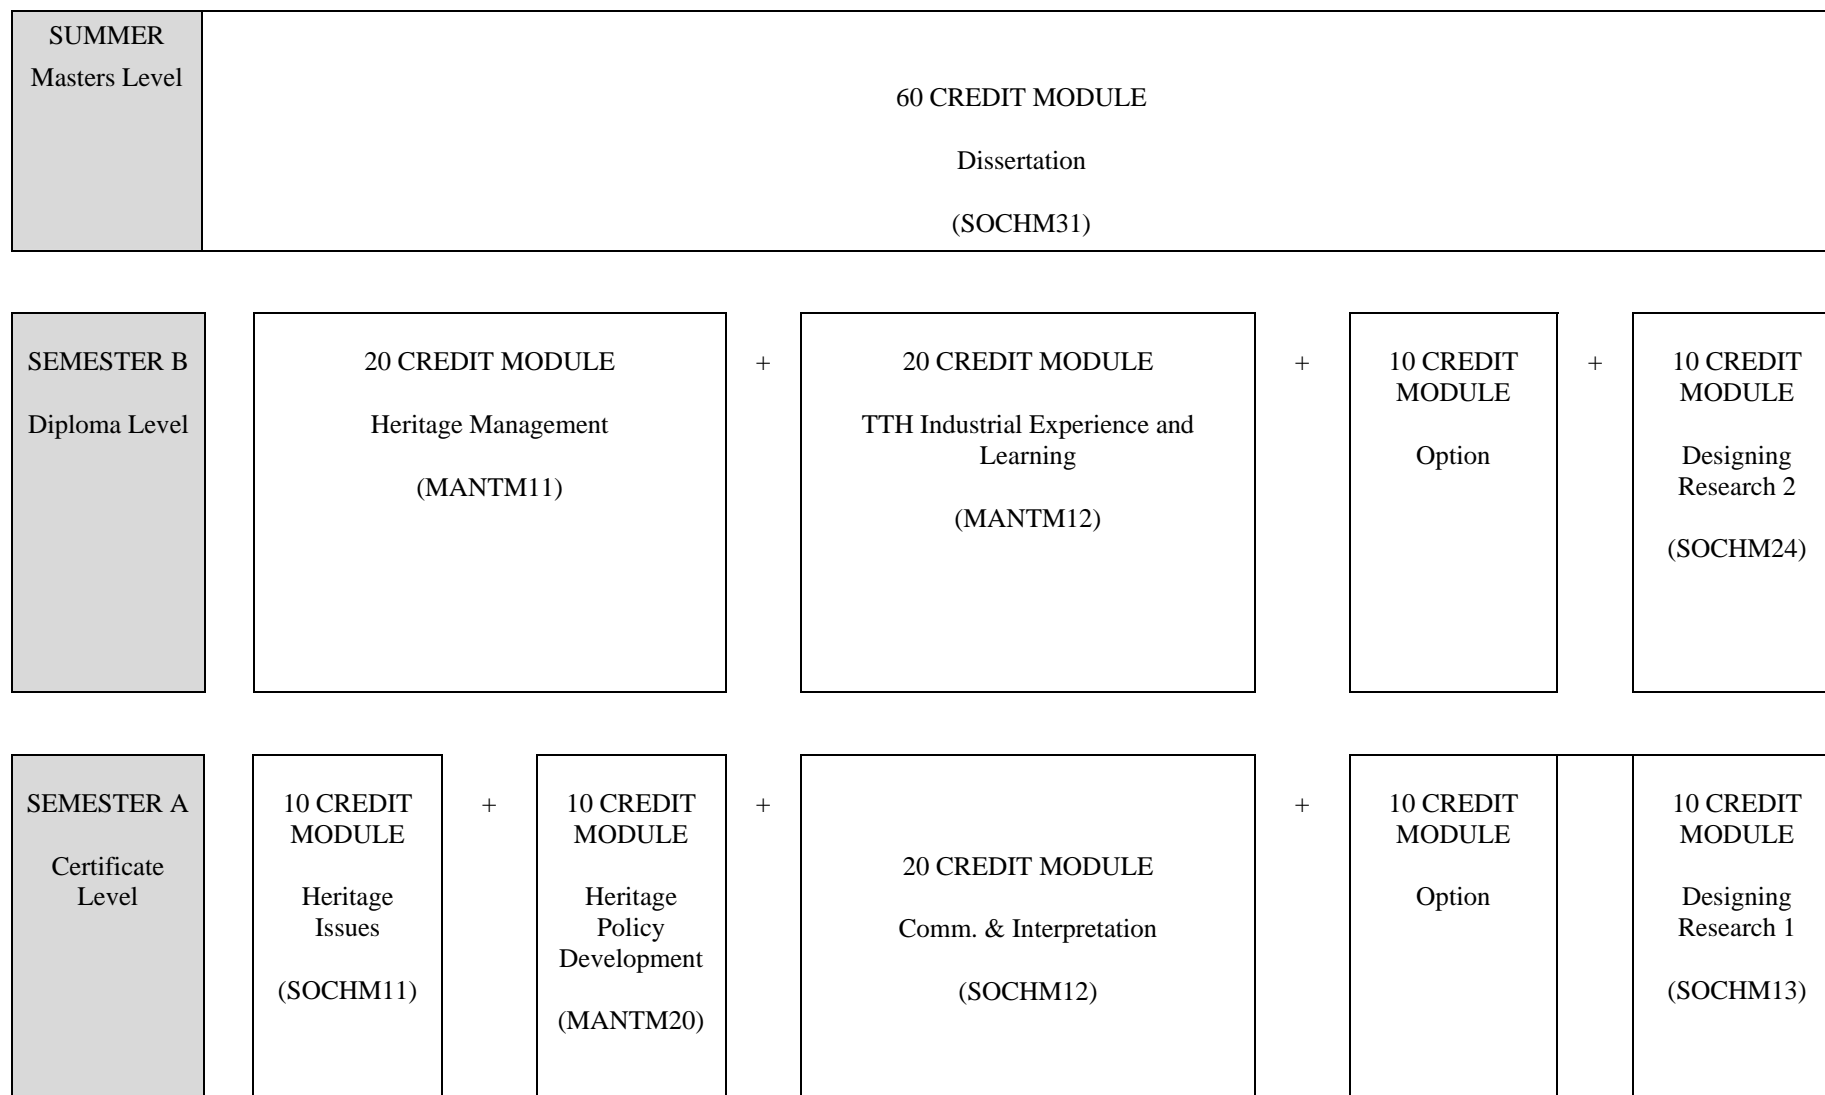 SUMMER
Masters Level
60 CREDIT MODULE
Dissertation
(SOCHM31)
SEMESTER B
Diploma Level
20 CREDIT MODULE
Heritage Management
(MANTM11)
+
20 CREDIT MODULE
TTH Industrial Experience and
Learning
(MANTM12)
+
10 CREDIT
MODULE
Option
+
10 CREDIT
MODULE
Designing
Research 2
(SOCHM24)
SEMESTER A
Certificate
Level
10 CREDIT
MODULE
Heritage
Issues
(SOCHM11)
+
10 CREDIT
MODULE
Heritage
Policy
Development
(MANTM20)
+
20 CREDIT MODULE
Comm. & Interpretation
(SOCHM12)
+
10 CREDIT
MODULE
Option
10 CREDIT
MODULE
Designing
Research 1
(SOCHM13)